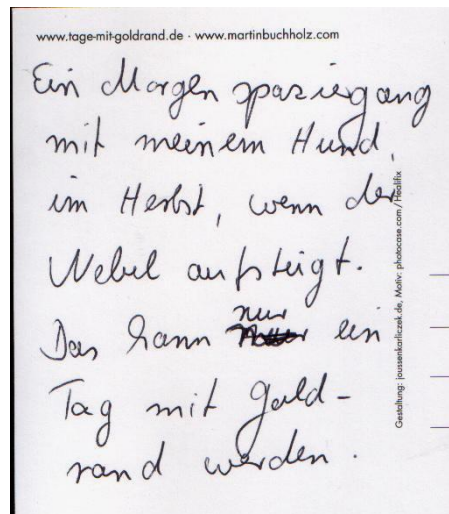 www.tage-mit-goldrand.de · www.martinbuchholz.com
Ein Morgenspaziergang
mit meinem Hund,
im Herbst, wenn der
Nebel aufsteigt.
Das kann nur ein
Tag mit Gold-
rand werden.
Gestaltung: joussenkarliczek.de, Motiv: photocase.com/Healifix